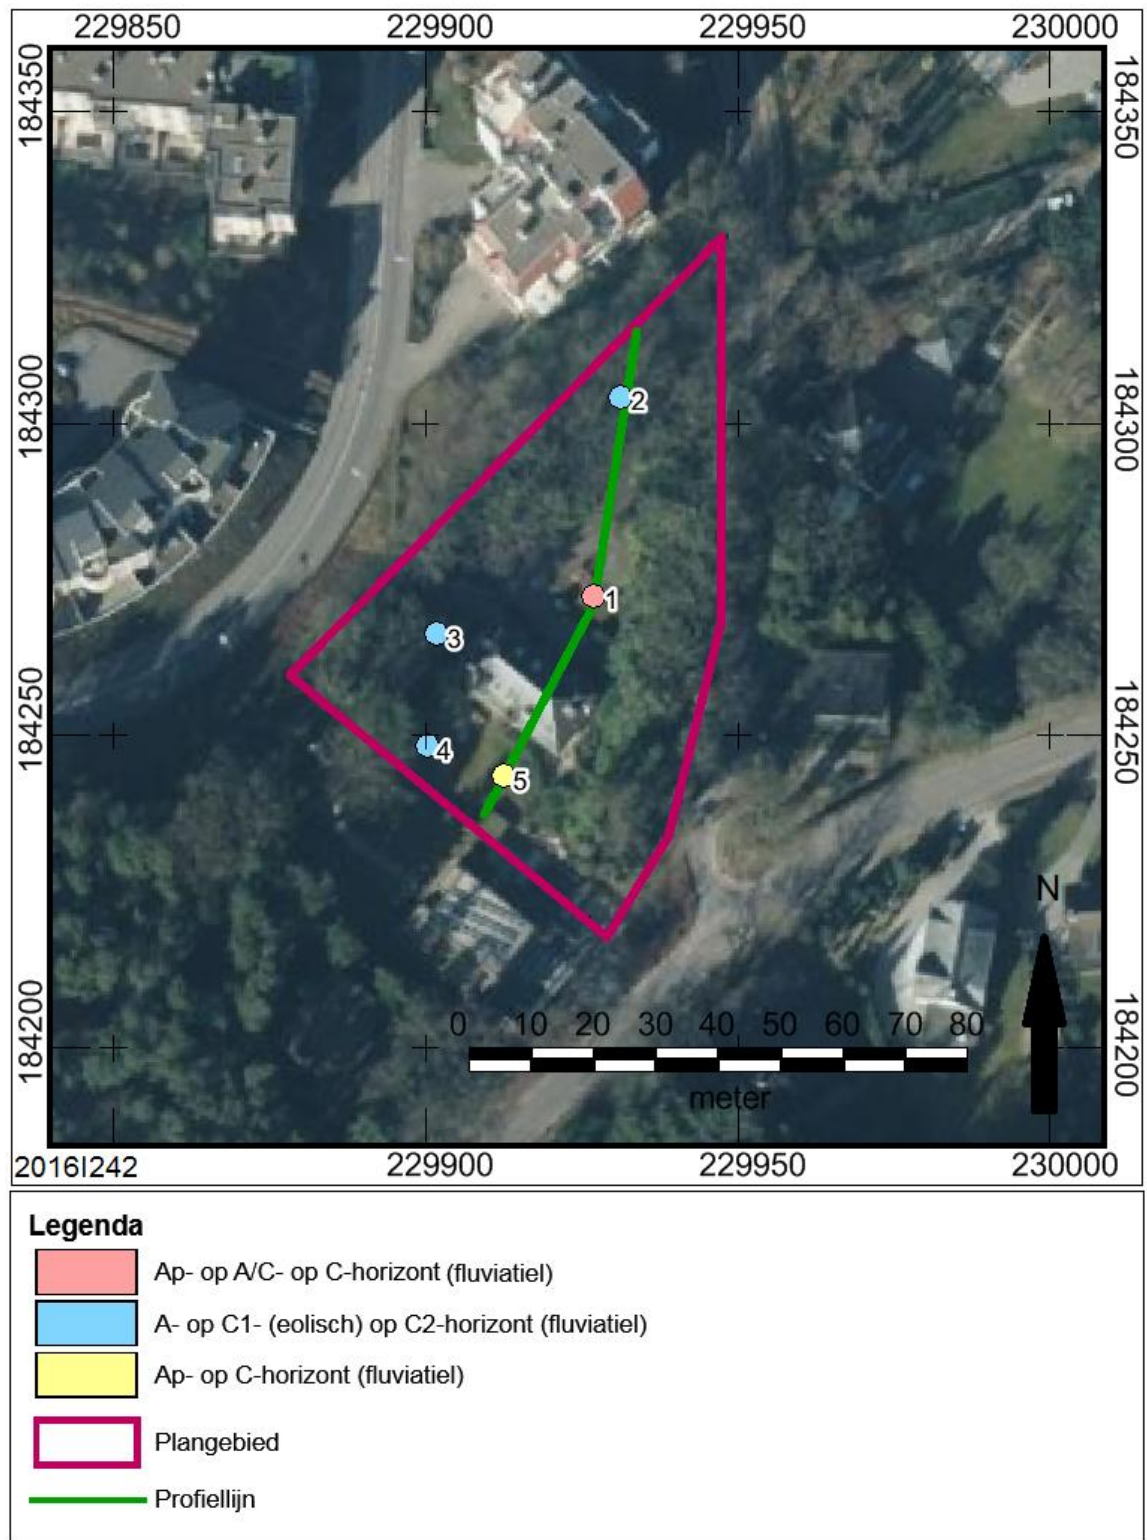 229850 229900 229950 230000
184350 184350
2
184300 184300
1
3
184250 184250
4
5
N
0 10 20 30 40 50 60 70 80
meter
184200 184200
2016I242 229900 229950 230000
Legenda
Ap- op A/C- op C-horizont (fluviatiel)
A- op C1- (eolisch) op C2-horizont (fluviatiel)
Ap- op C-horizont (fluviatiel)
Plangebied
Profiellijn